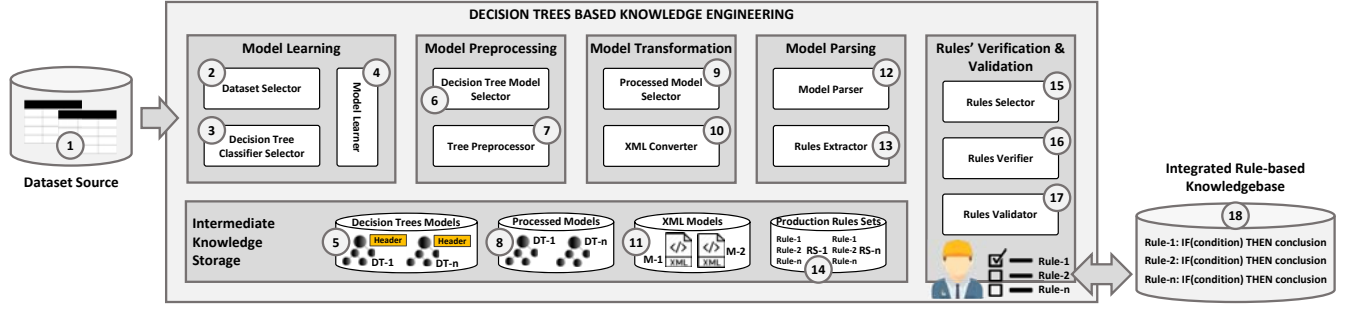 DECISION TREES BASED KNOWLEDGE ENGINEERING
1
Dataset Source
Model Learning
2
Dataset Selector
3
Decision Tree
Classifier Selector
4
Model Learner
Model Preprocessing
Decision Tree Model
Selector
6
7
Tree Preprocessor
Model Transformation
9
Processed Model
Selector
10
XML Converter
Model Parsing
12
Model Parser
13
Rules Extractor
Rules' Verification &
Validation
15
Rules Selector
16
Rules Verifier
17
Rules Validator
Intermediate
Knowledge
Storage
Decision Trees Models
5
Header
DT-1
Header
DT-n
Processed Models
8
DT-1
DT-n
XML Models
11
</>
XML
M-1
</>
XML
M-2
Production Rules Sets
Rule-1
Rule-2
Rule-n
RS-1
Rule-1
Rule-2
Rule-n
RS-n
14
Rule-1
Rule-2
Rule-n
Integrated Rule-based
Knowledgebase
18
Rule-1: IF(condition) THEN conclusion
Rule-2: IF(condition) THEN conclusion
Rule-n: IF(condition) THEN conclusion